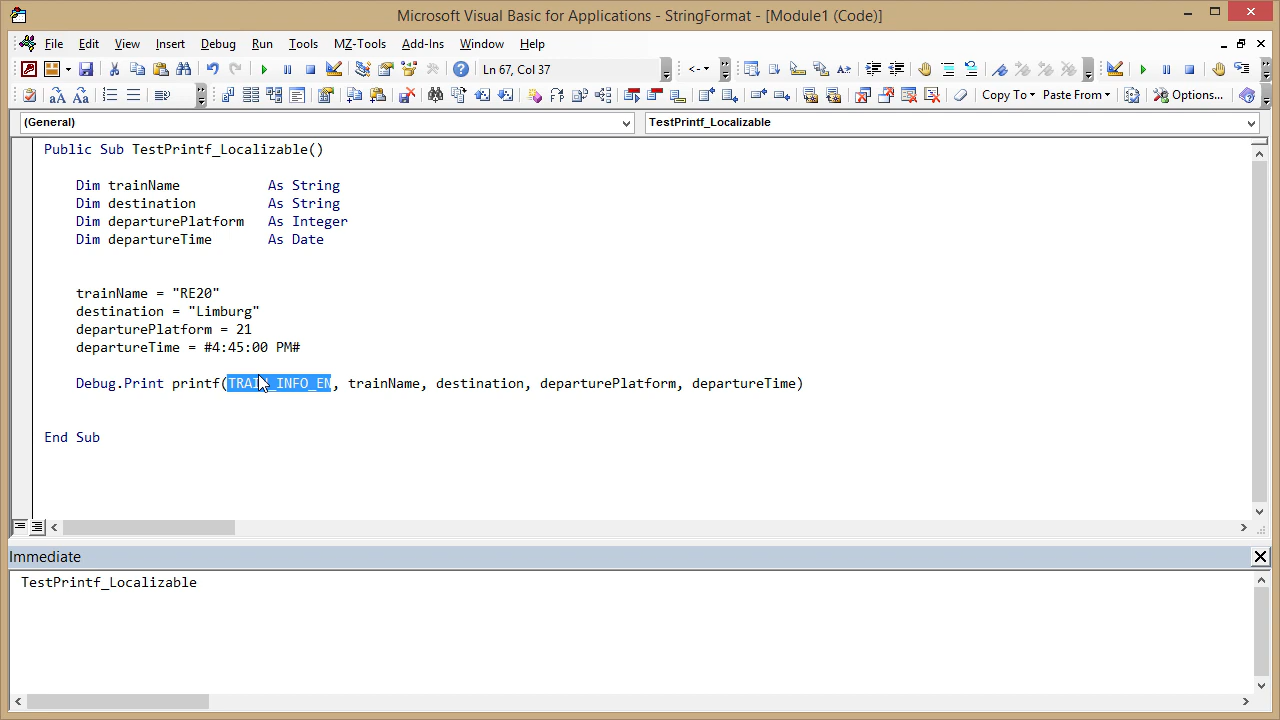 Microsoft Visual Basic for Applications - StringFormat - [Module1 (Code)]
File Edit View Insert Format Debug Run Tools MZ-Tools Add-Ins Window Help
Ln 67, Col 37
<--
Copy To Paste From Options...
(General) TestPrintf_Localizable
Public Sub TestPrintf_Localizable()
Dim trainName As String
Dim destination As String
Dim departurePlatform As Integer
Dim departureTime As Date
trainName = "RE20"
destination = "Limburg"
departurePlatform = 21
departureTime = #4:45:00 PM#
Debug.Print printf(TRAIN_INFO_EN, trainName, destination, departurePlatform, departureTime)
End Sub
Immediate
TestPrintf_Localizable